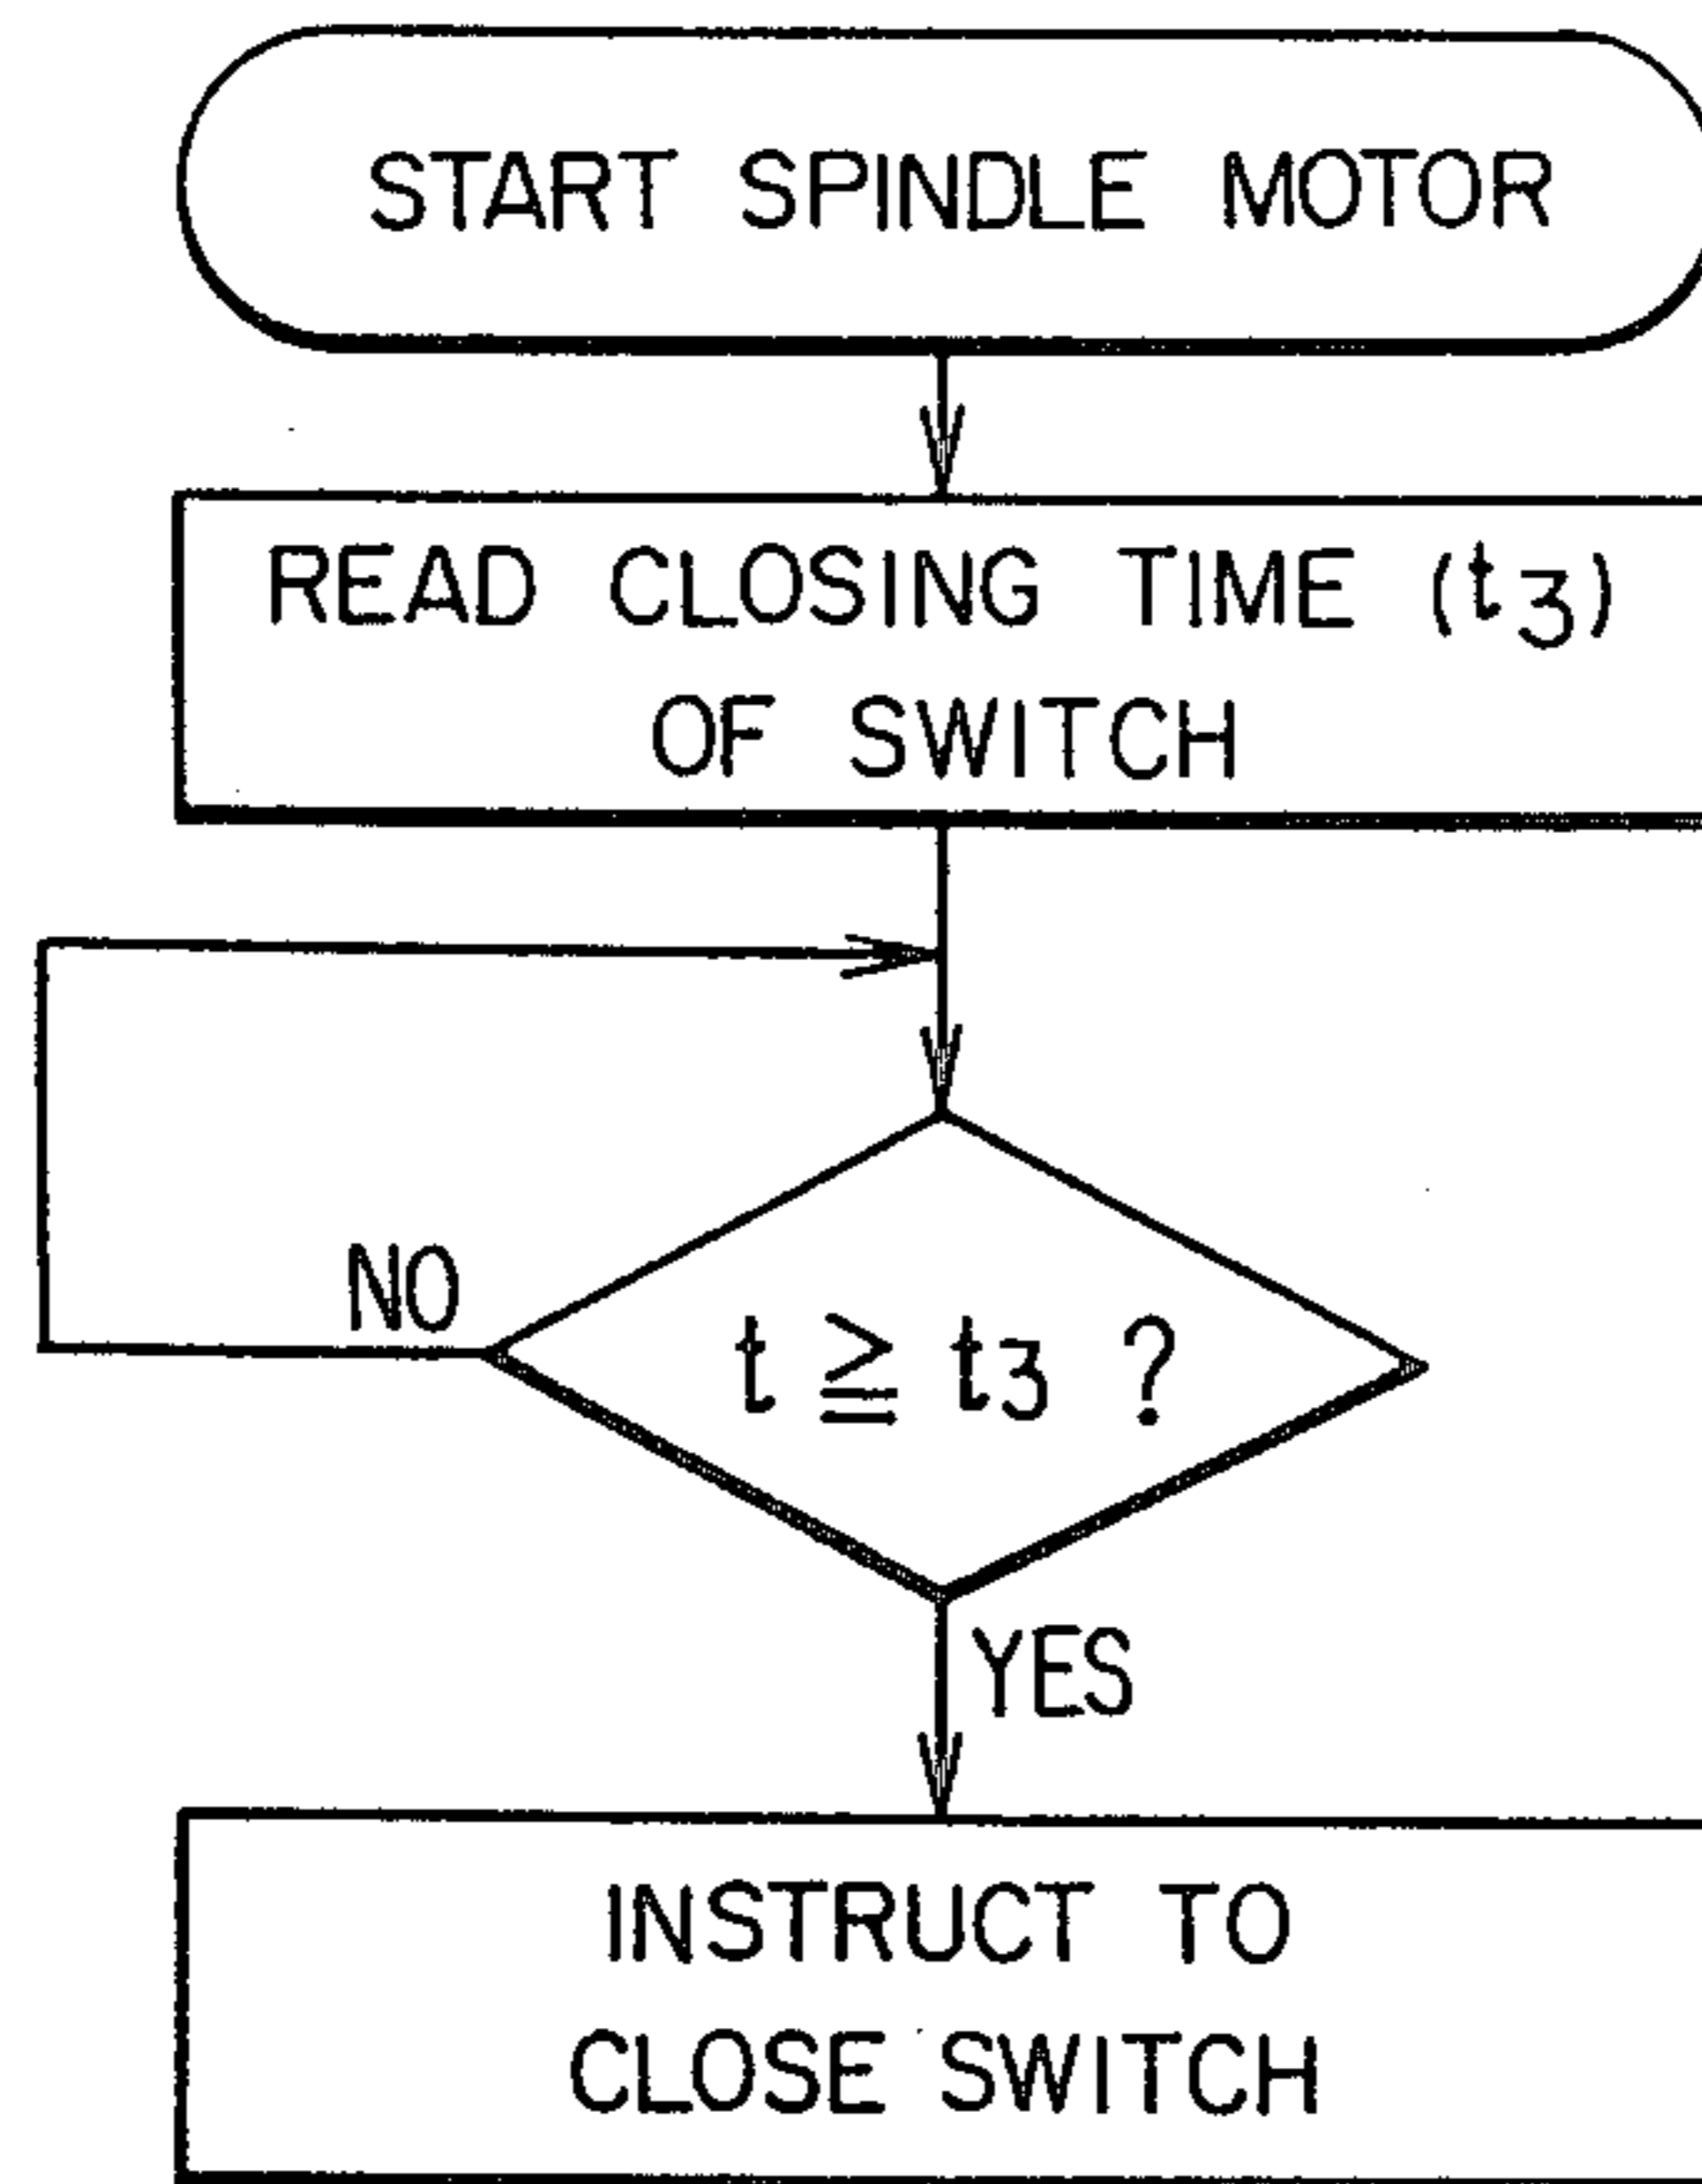 START SPINDLE MOTOR
READ CLOSING TIME (t₃)
OF SWITCH
NO
t ≧ t₃ ?
YES
INSTRUCT TO
CLOSE SWITCH